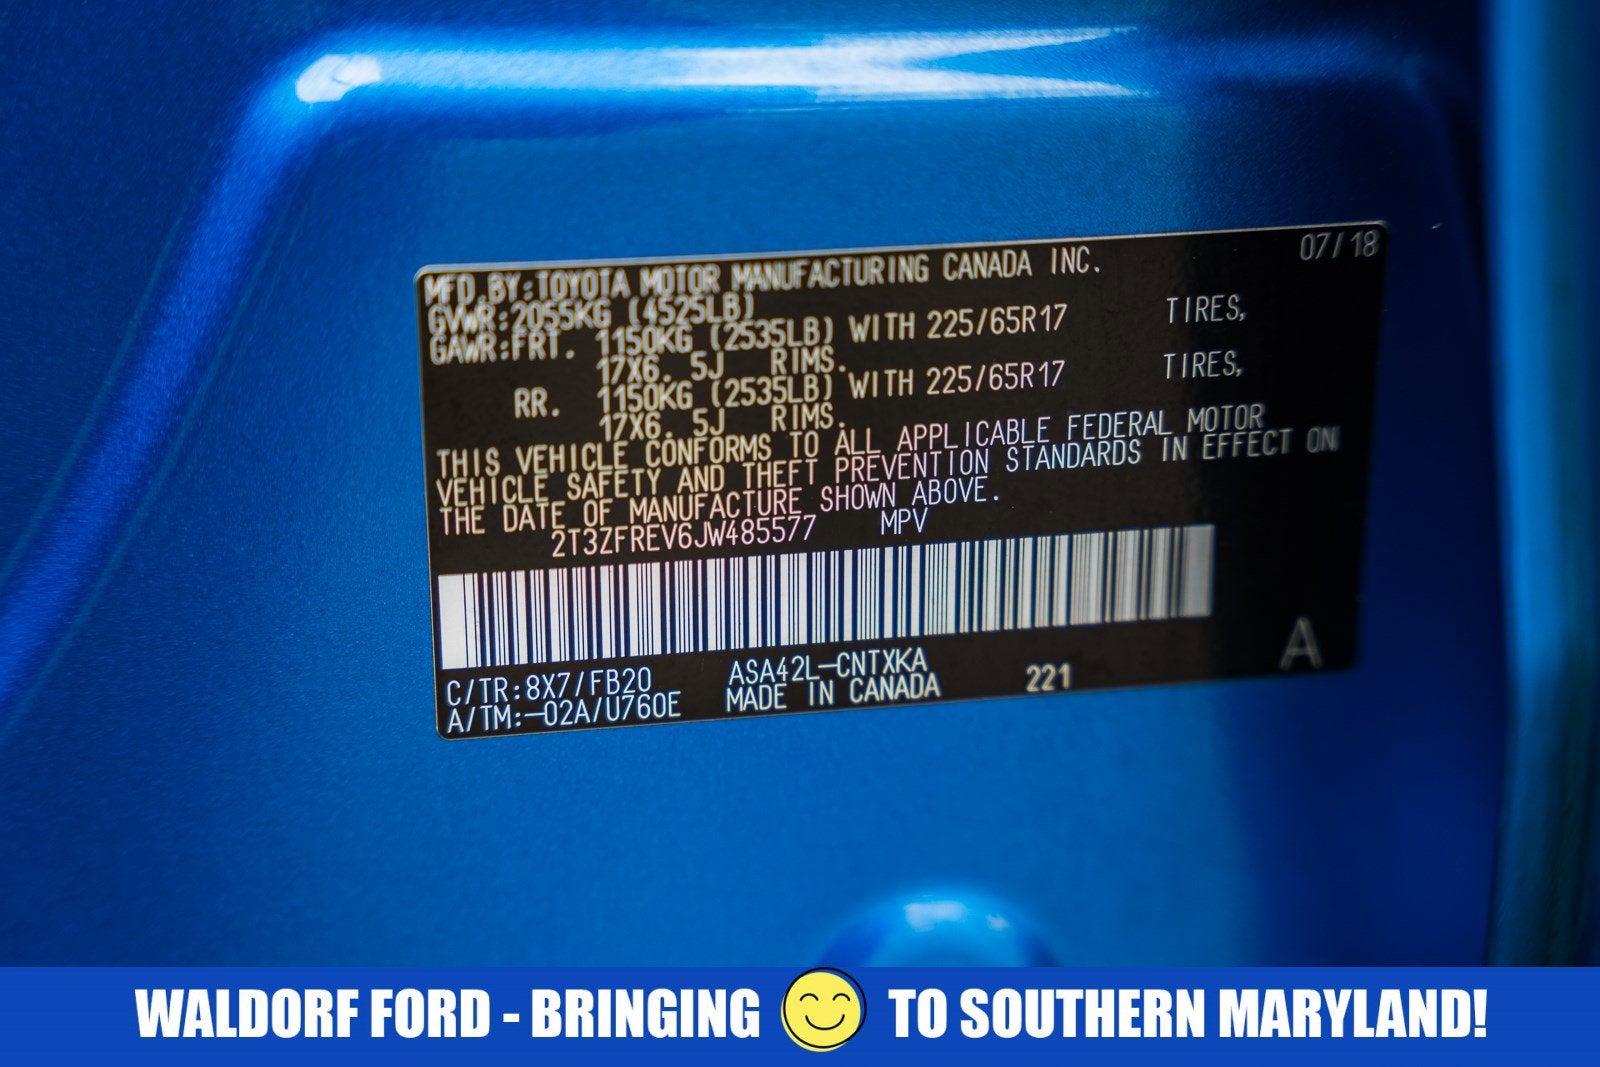 07/18
MFD.BY:TOYOTA MOTOR MANUFACTURING CANADA INC.
GVWR:2055KG (4525LB)
GAWR:FRT. 1150KG (2535LB) WITH 225/65R17 TIRES,
17X6.5J RIMS.
RR. 1150KG (2535LB) WITH 225/65R17 TIRES,
17X6.5J RIMS.
THIS VEHICLE CONFORMS TO ALL APPLICABLE FEDERAL MOTOR
VEHICLE SAFETY AND THEFT PREVENTION STANDARDS IN EFFECT ON
THE DATE OF MANUFACTURE SHOWN ABOVE.
2T3ZFREV6JW485577 MPV
A
C/TR:8X7/FB20 ASA42L-CNTXKA 221
A/TM:-02A/U760E MADE IN CANADA
WALDORF FORD - BRINGING TO SOUTHERN MARYLAND!